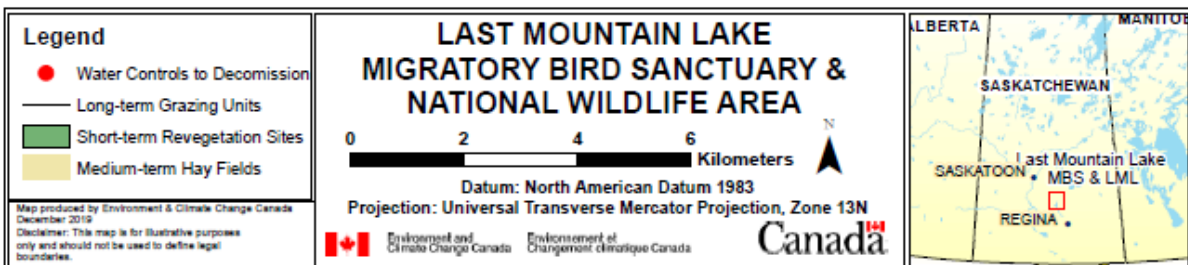 Legend
Water Controls to Decomission
Long-term Grazing Units
Short-term Revegetation Sites
Medium-term Hay Fields
Map produced by Environment & Climate Change Canada
December 2019
Disclaimer: This map is for illustrative purposes
only and should not be used to define legal
boundaries.
LAST MOUNTAIN LAKE
MIGRATORY BIRD SANCTUARY &
NATIONAL WILDLIFE AREA
0 2 4 6
Kilometers
N
Datum: North American Datum 1983
Projection: Universal Transverse Mercator Projection, Zone 13N
Environment and
Climate Change Canada
Environnement et
Changement climatique Canada
Canada
ALBERTA
MANITOB
SASKATCHEWAN
SASKATOON
Last Mountain Lake
MBS & LML
REGINA